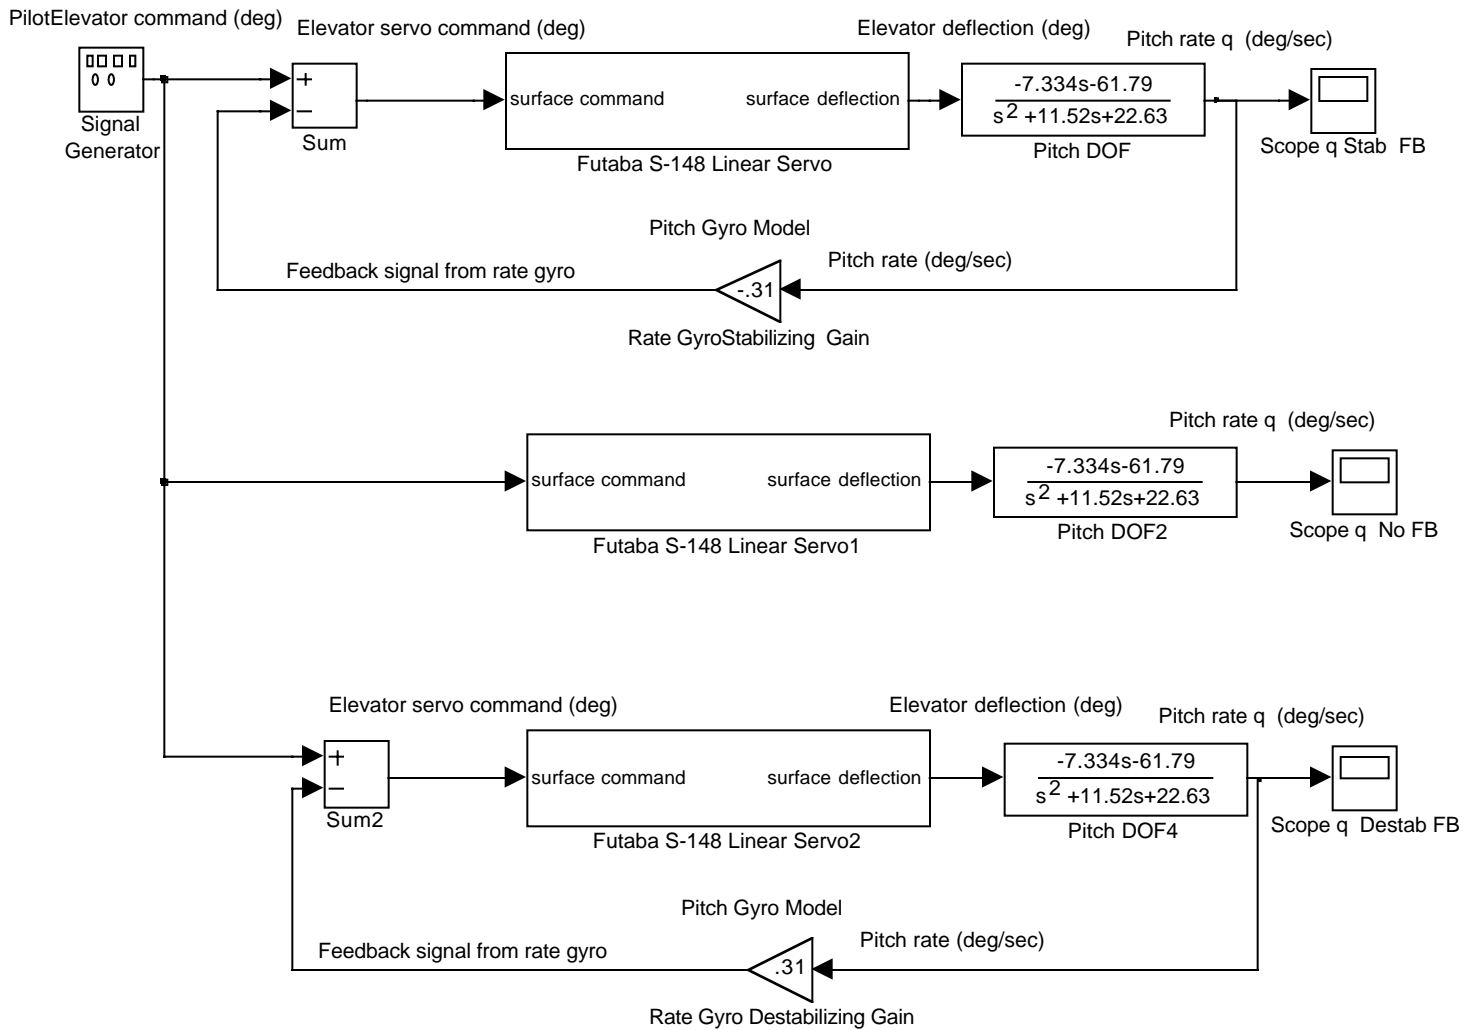 PilotElevator command (deg)
Elevator servo command (deg)
Elevator deflection (deg)
Pitch rate q (deg/sec)
+
−
Signal
Generator
Sum
surface command
surface deflection
Futaba S-148 Linear Servo
-7.334s-61.79
s2 +11.52s+22.63
Pitch DOF
Scope q Stab FB
Pitch Gyro Model
Feedback signal from rate gyro
-.31
Pitch rate (deg/sec)
Rate GyroStabilizing Gain
Pitch rate q (deg/sec)
surface command
surface deflection
Futaba S-148 Linear Servo1
-7.334s-61.79
s2 +11.52s+22.63
Pitch DOF2
Scope q No FB
Elevator servo command (deg)
Elevator deflection (deg)
Pitch rate q (deg/sec)
+
−
Sum2
surface command
surface deflection
Futaba S-148 Linear Servo2
-7.334s-61.79
s2 +11.52s+22.63
Pitch DOF4
Scope q Destab FB
Pitch Gyro Model
Feedback signal from rate gyro
.31
Pitch rate (deg/sec)
Rate Gyro Destabilizing Gain